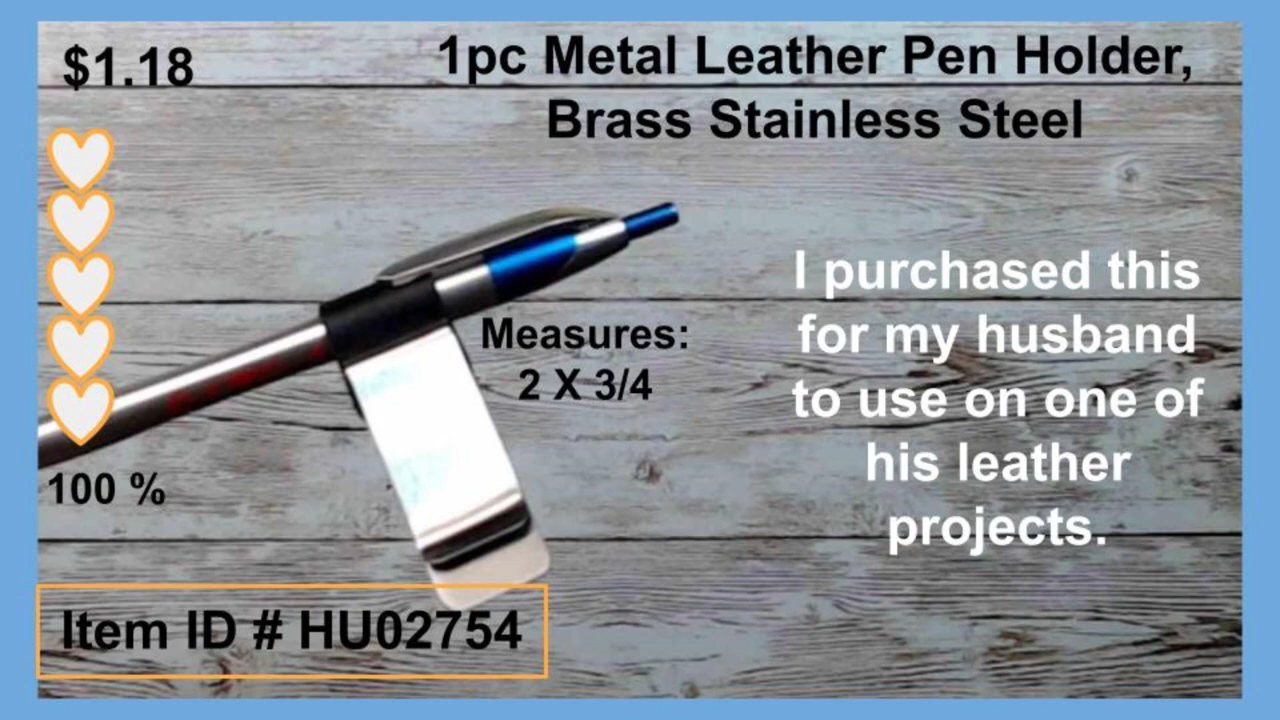 $1.18
1pc Metal Leather Pen Holder,
Brass Stainless Steel
I purchased this
for my husband
to use on one of
his leather
projects.
Measures:
2 X 3/4
100 %
Item ID # HU02754